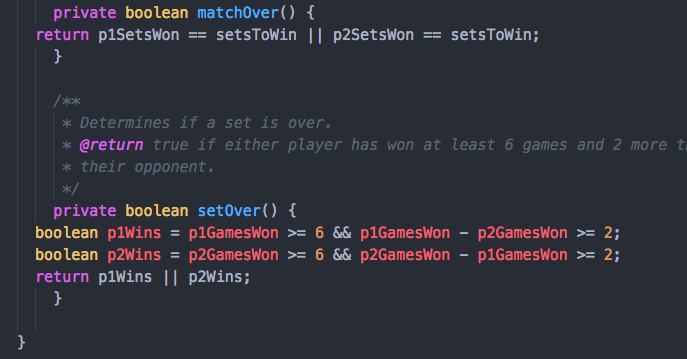 private boolean matchOver() {
return p1SetsWon == setsToWin || p2SetsWon == setsToWin;
}
/**
* Determines if a set is over.
* @return true if either player has won at least 6 games and 2 more
* their opponent.
*/
private boolean setOver() {
boolean p1Wins = p1GamesWon >= 6 && p1GamesWon - p2GamesWon >= 2;
boolean p2Wins = p2GamesWon >= 6 && p2GamesWon - p1GamesWon >= 2;
return p1Wins || p2Wins;
}
}